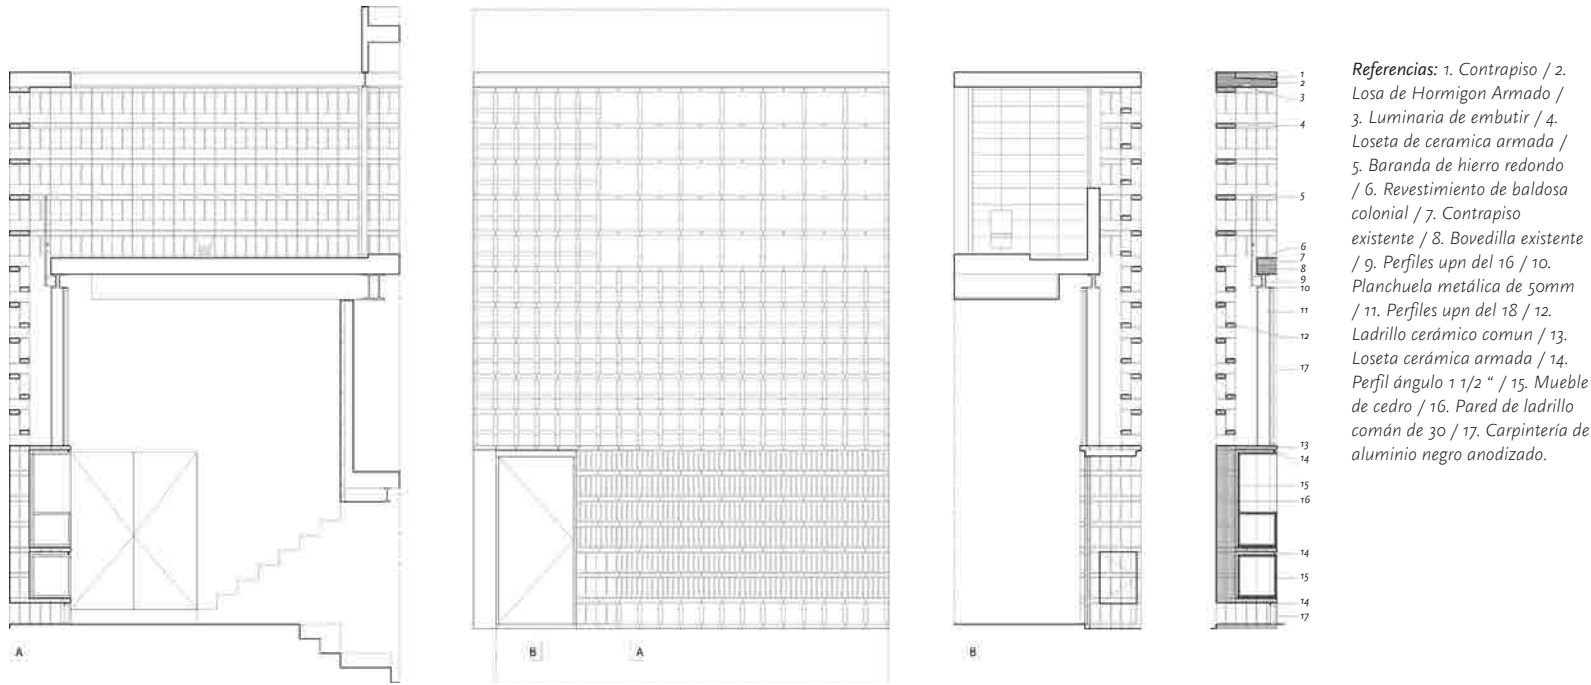 1
2
3
4
5
6
7
8
9
10
11
12
17
13
14
15
16
14
15
14
17
A
B
A
B
Referencias: 1. Contrapiso / 2.
Losa de Hormigon Armado /
3. Luminaria de embutir / 4.
Loseta de ceramica armada /
5. Baranda de hierro redondo
/ 6. Revestimiento de baldosa
colonial / 7. Contrapiso
existente / 8. Bovedilla existente
/ 9. Perfiles upn del 16 / 10.
Planchuela metálica de 50mm
/ 11. Perfiles upn del 18 / 12.
Ladrillo cerámico comun / 13.
Loseta cerámica armada / 14.
Perfil ángulo 1 1/2 “ / 15. Mueble
de cedro / 16. Pared de ladrillo
comán de 30 / 17. Carpintería de
aluminio negro anodizado.